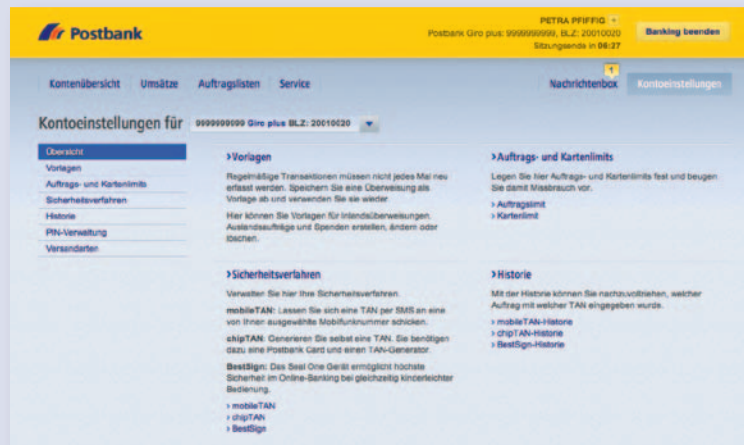 Postbank
PETRA PFIFFIG +
Postbank Giro plus: 9999999999, BLZ: 20010020
Sitzungsende in 06:27
Banking beenden
Kontenübersicht Umsätze Auftragslisten Service
1
Nachrichtenbox Kontoeinstellungen
Kontoeinstellungen für 9999999999 Giro plus BLZ: 20010020
Übersicht
Vorlagen
Auftrags- und Kartenlimits
Sicherheitsverfahren
Historie
PIN-Verwaltung
Versandarten
›Vorlagen
Regelmäßige Transaktionen müssen nicht jedes Mal neu
erfasst werden. Speichern Sie eine Überweisung als
Vorlage ab und verwenden Sie sie wieder.
Hier können Sie Vorlagen für Inlandsüberweisungen,
Auslandsaufträge und Spenden erstellen, ändern oder
löschen.
›Auftrags- und Kartenlimits
Legen Sie hier Auftrags- und Kartenlimits fest und beugen
Sie damit Missbrauch vor.
› Auftragslimit
› Kartenlimit
›Sicherheitsverfahren
Verwalten Sie hier Ihre Sicherheitsverfahren.
mobileTAN: Lassen Sie sich eine TAN per SMS an eine
von Ihnen ausgewählte Mobilfunknummer schicken.
chipTAN: Generieren Sie selbst eine TAN. Sie benötigen
dazu eine Postbank Card und einen TAN-Generator.
BestSign: Das Seal One Gerät ermöglicht höchste
Sicherheit im Online-Banking bei gleichzeitig kinderleichter
Bedienung.
› mobileTAN
› chipTAN
› BestSign
›Historie
Mit der Historie können Sie nachzuvollziehen, welcher
Auftrag mit welcher TAN eingegeben wurde.
› mobileTAN-Historie
› chipTAN-Historie
› BestSign-Historie